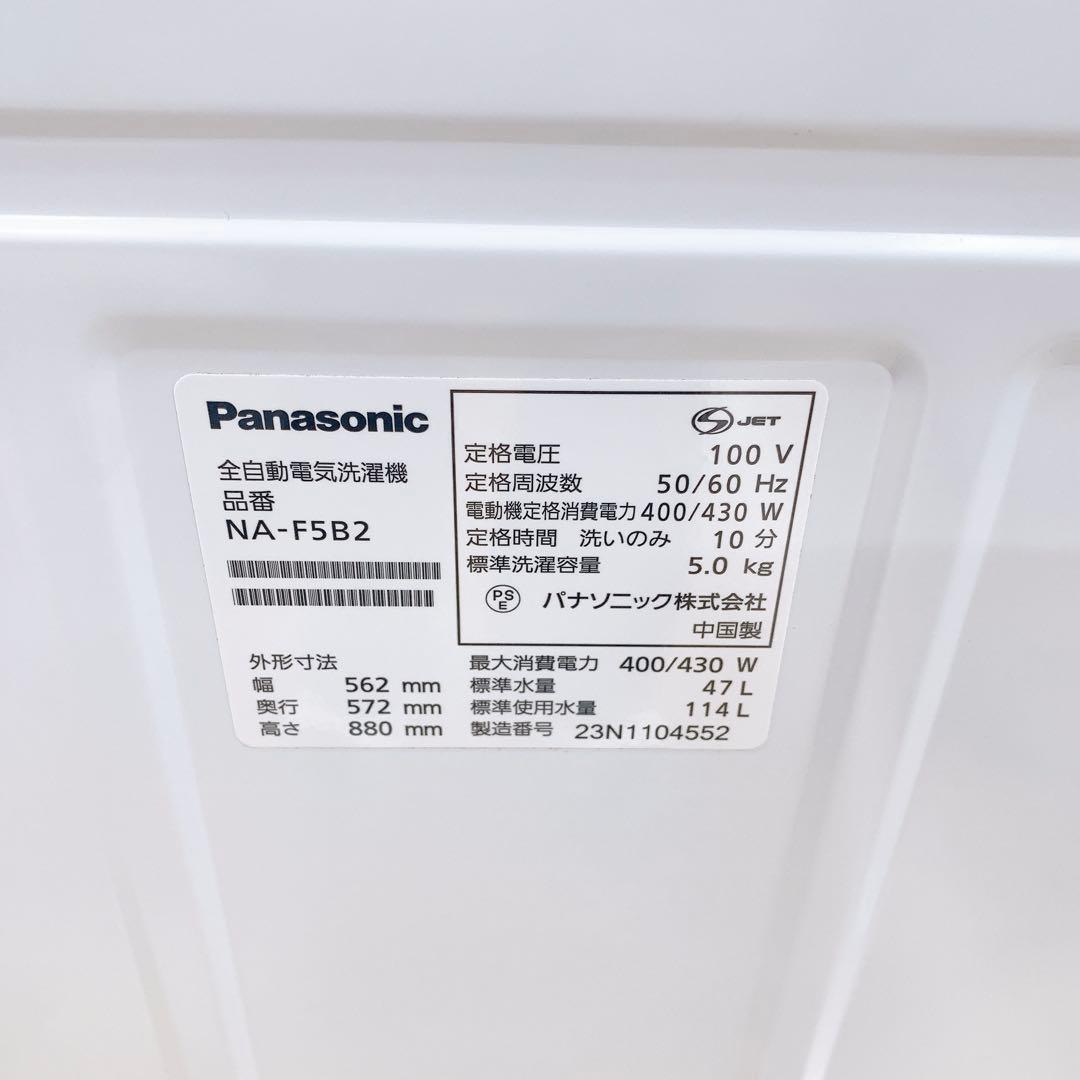 Panasonic
全自動電気洗濯機
品番
NA-F5B2
外形寸法
幅 562 mm
奥行 572 mm
高さ 880 mm
S JET
定格電圧 100 V
定格周波数 50/60 Hz
電動機定格消費電力 400/430 W
定格時間 洗いのみ 10 分
標準洗濯容量 5.0 kg
PSE パナソニック株式会社
中国製
最大消費電力 400/430 W
標準水量 47 L
標準使用水量 114 L
製造番号 23N1104552